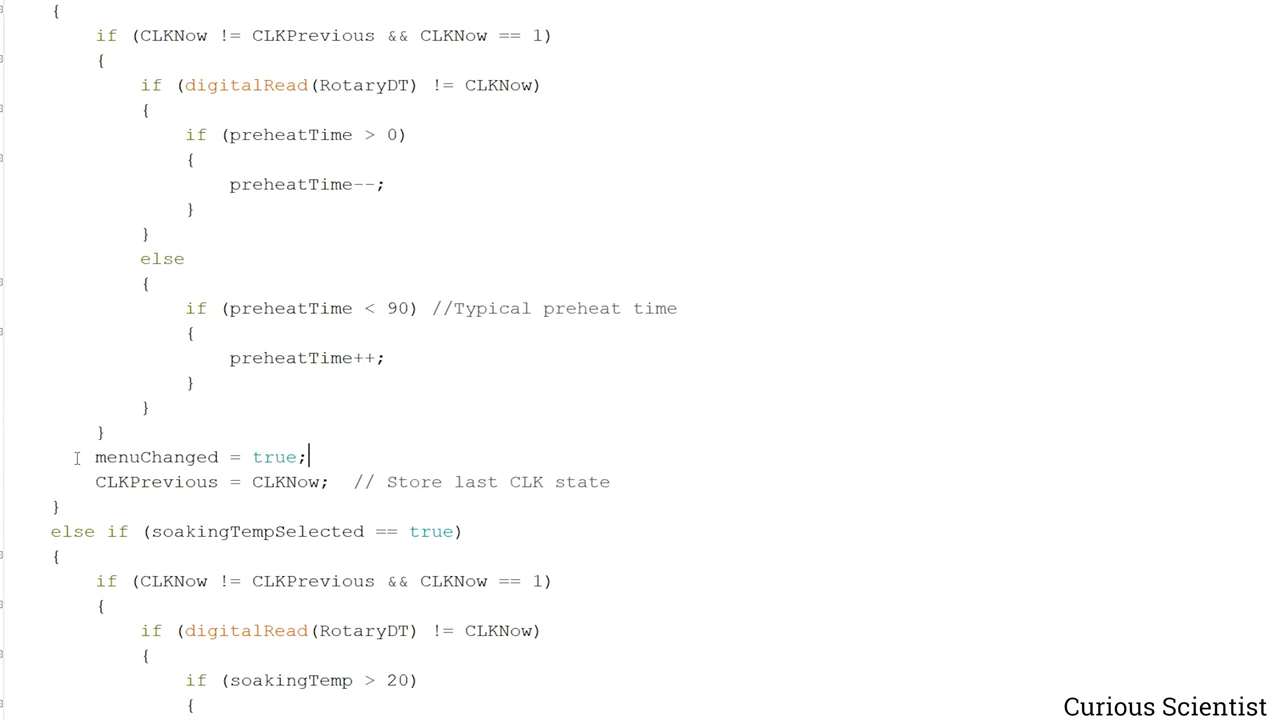 {
if (CLKNow != CLKPrevious && CLKNow == 1)
{
if (digitalRead(RotaryDT) != CLKNow)
{
if (preheatTime > 0)
{
preheatTime--;
}
}
else
{
if (preheatTime < 90) //Typical preheat time
{
preheatTime++;
}
}
}
menuChanged = true;
CLKPrevious = CLKNow;  // Store last CLK state
}
else if (soakingTempSelected == true)
{
if (CLKNow != CLKPrevious && CLKNow == 1)
{
if (digitalRead(RotaryDT) != CLKNow)
{
if (soakingTemp > 20)
{
Curious Scientist